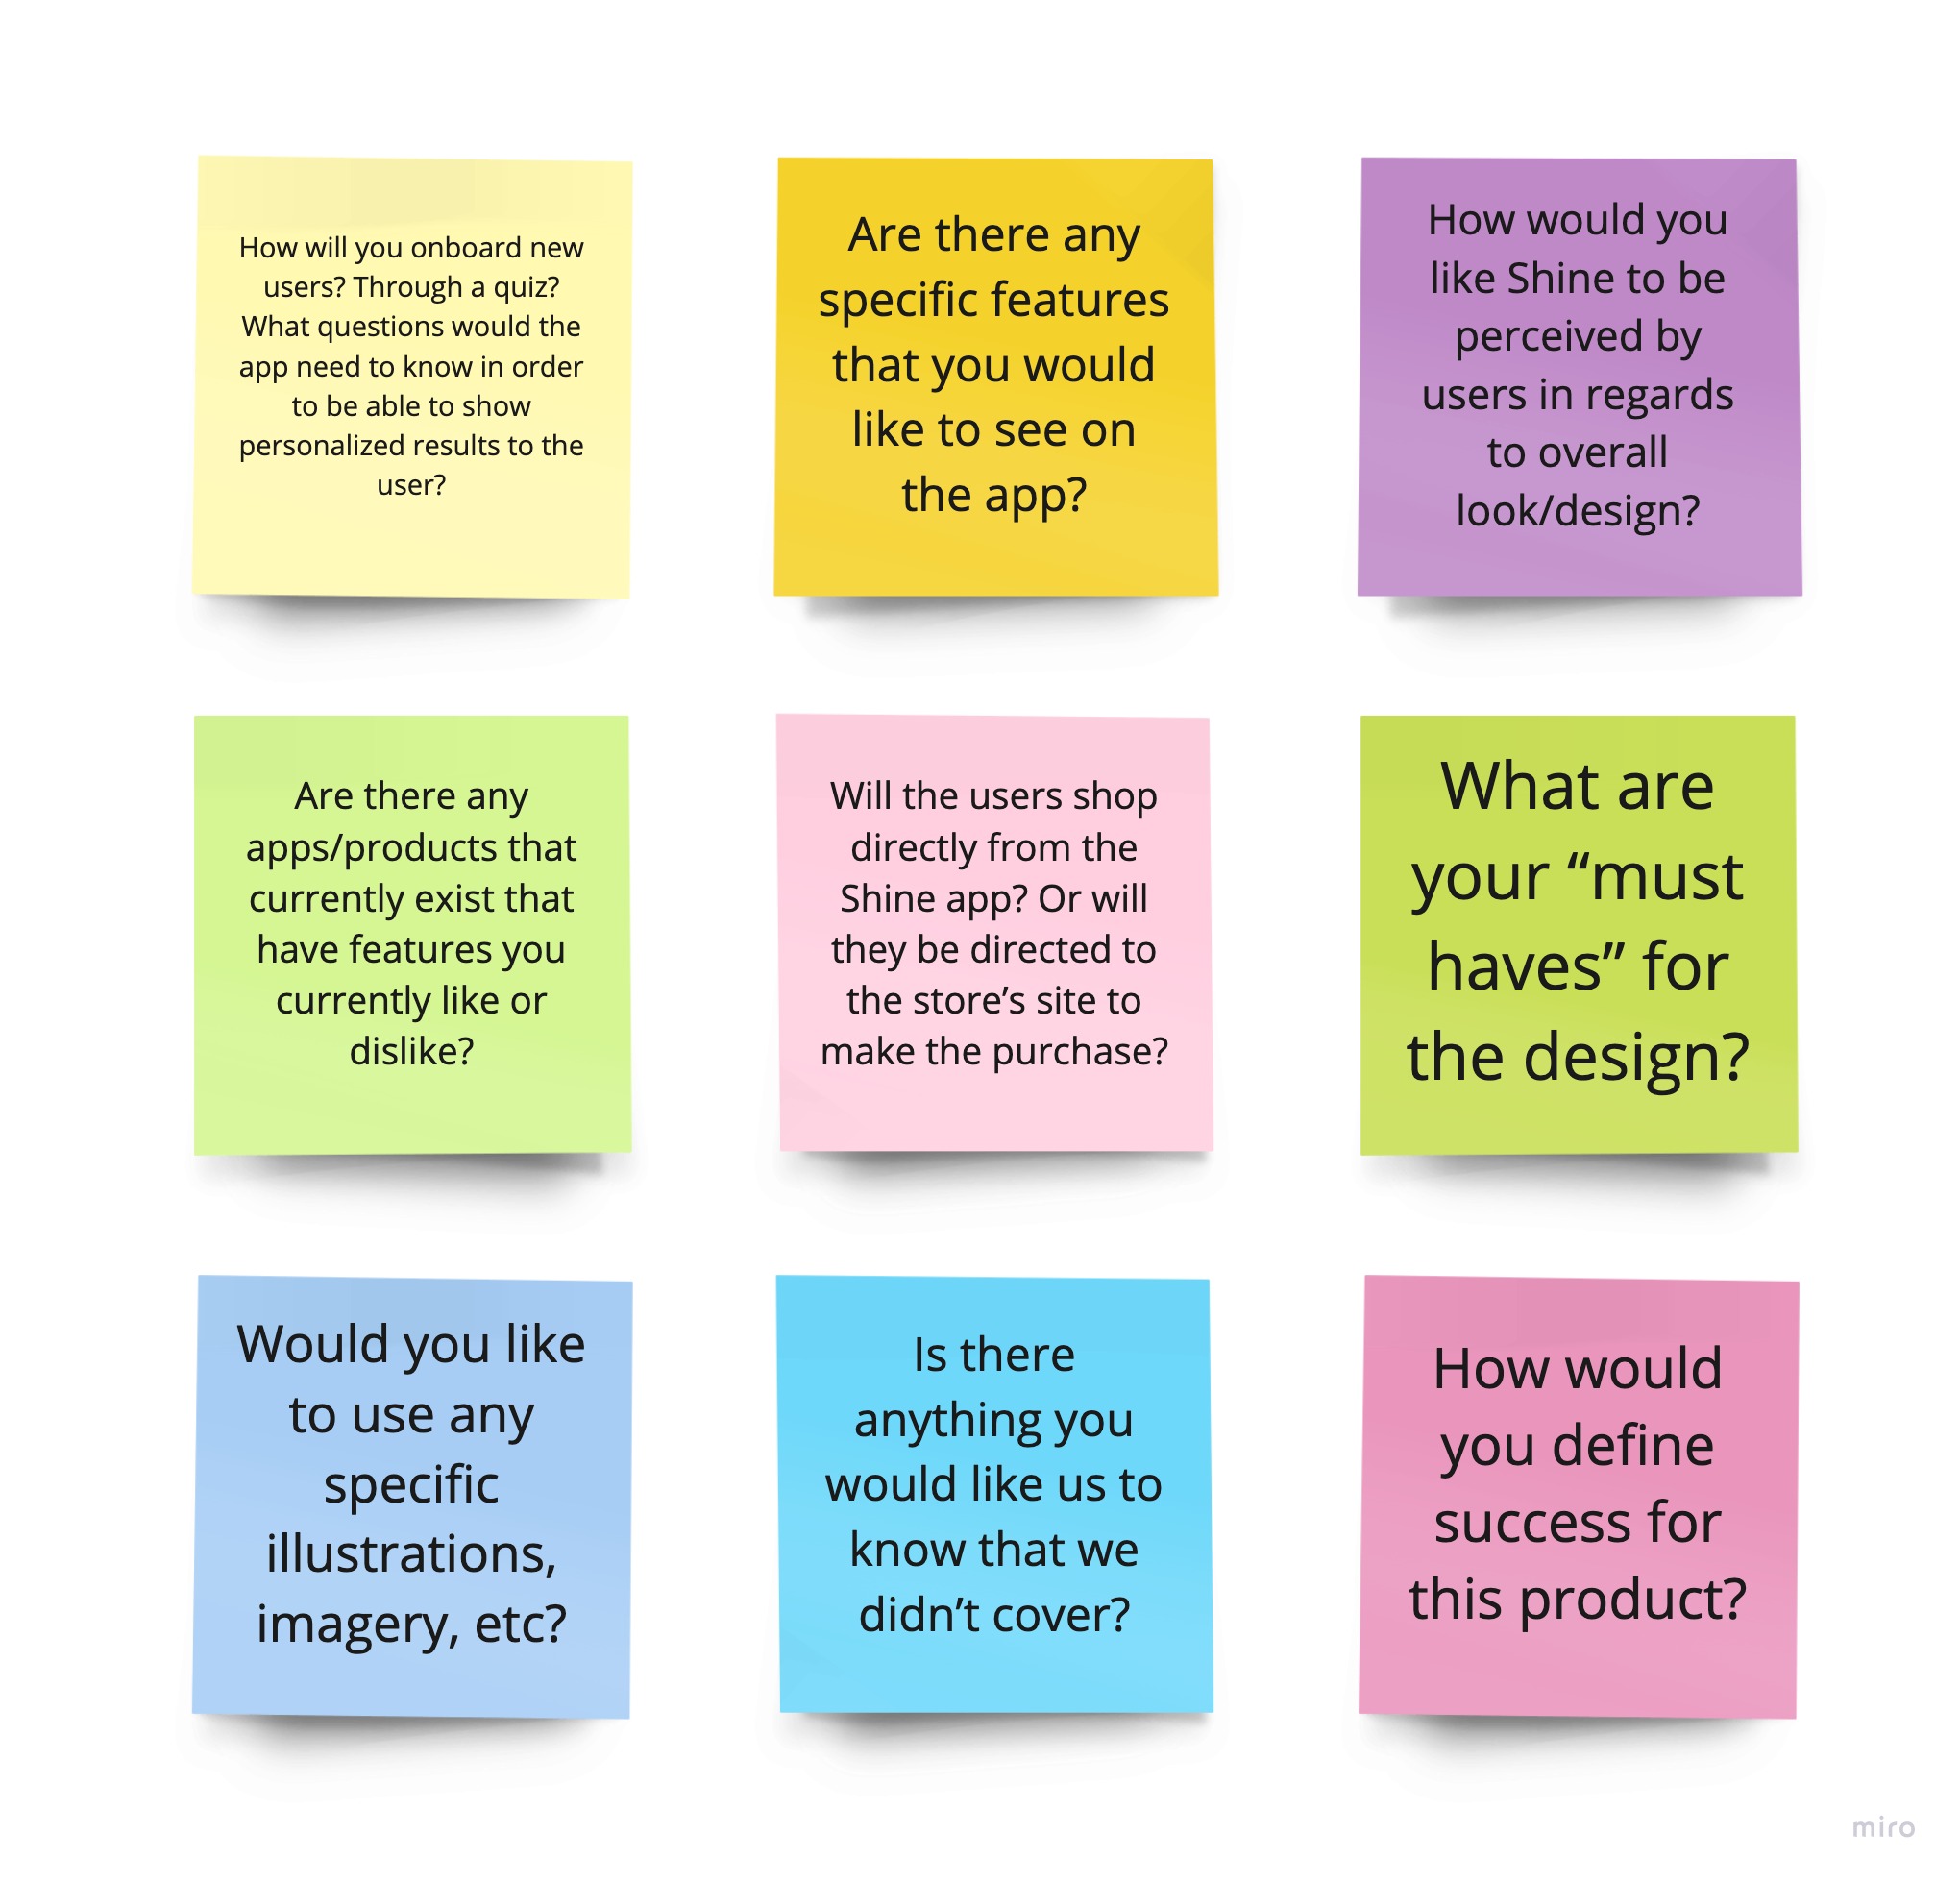 How will you onboard new
users? Through a quiz?
What questions would the
app need to know in order
to be able to show
personalized results to the
user?
Are there any
specific features
that you would
like to see on
the app?
How would you
like Shine to be
perceived by
users in regards
to overall
look/design?
Are there any
apps/products that
currently exist that
have features you
currently like or
dislike?
Will the users shop
directly from the
Shine app? Or will
they be directed to
the store’s site to
make the purchase?
What are
your “must
haves” for
the design?
Would you like
to use any
specific
illustrations,
imagery, etc?
Is there
anything you
would like us to
know that we
didn’t cover?
How would
you define
success for
this product?
miro